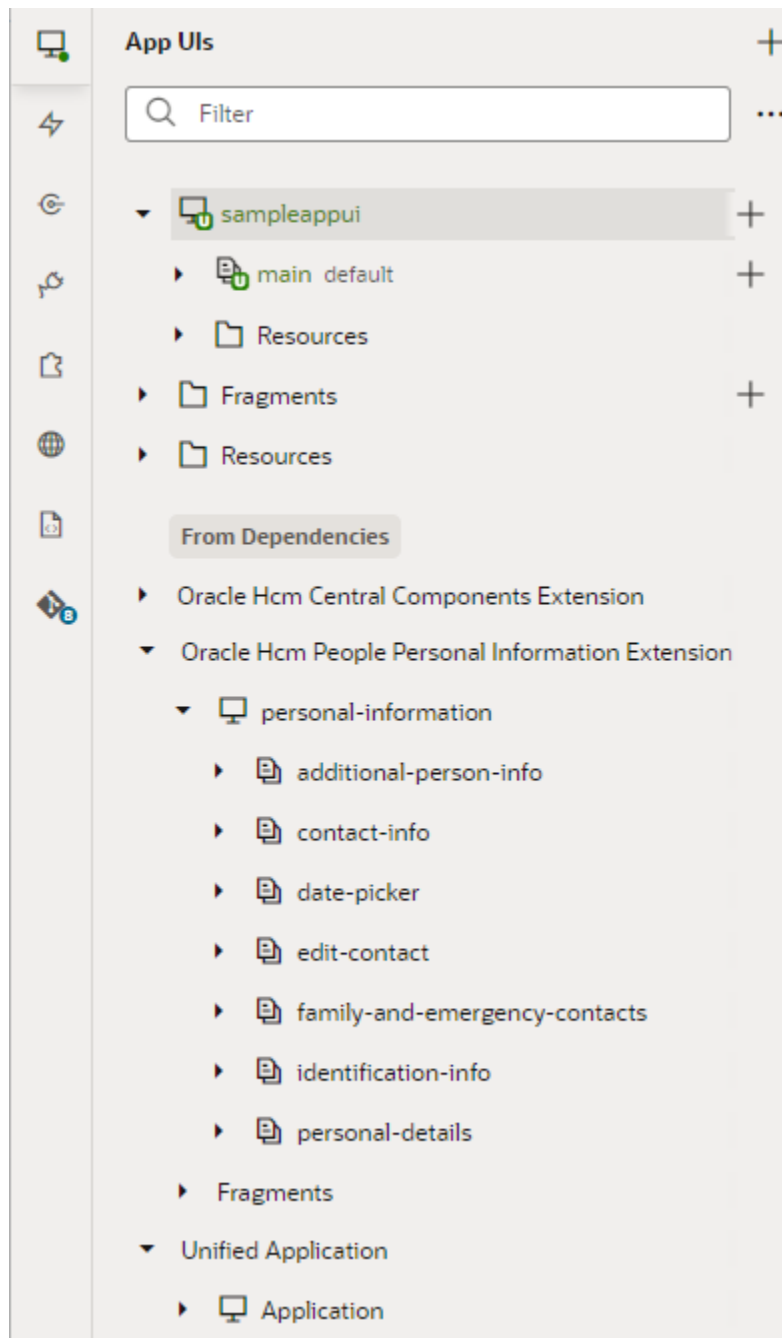 App UIs
Filter
sampleappui
main default
Resources
Fragments
Resources
From Dependencies
Oracle Hcm Central Components Extension
Oracle Hcm People Personal Information Extension
personal-information
additional-person-info
contact-info
date-picker
edit-contact
family-and-emergency-contacts
identification-info
personal-details
Fragments
Unified Application
Application